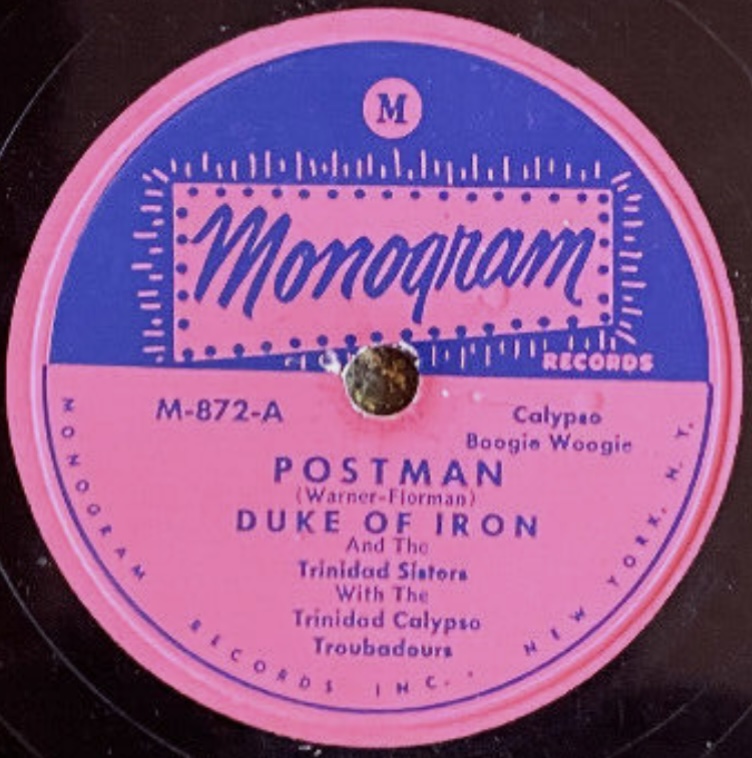 M
Monogram
RECORDS
M-872-A
Calypso
Boogie Woogie
POSTMAN
(Warner-Florman)
DUKE OF IRON
And The
Trinidad Sisters
With The
Trinidad Calypso
Troubadours
MONOGRAM RECORDS INC., NEW YORK, N. Y.